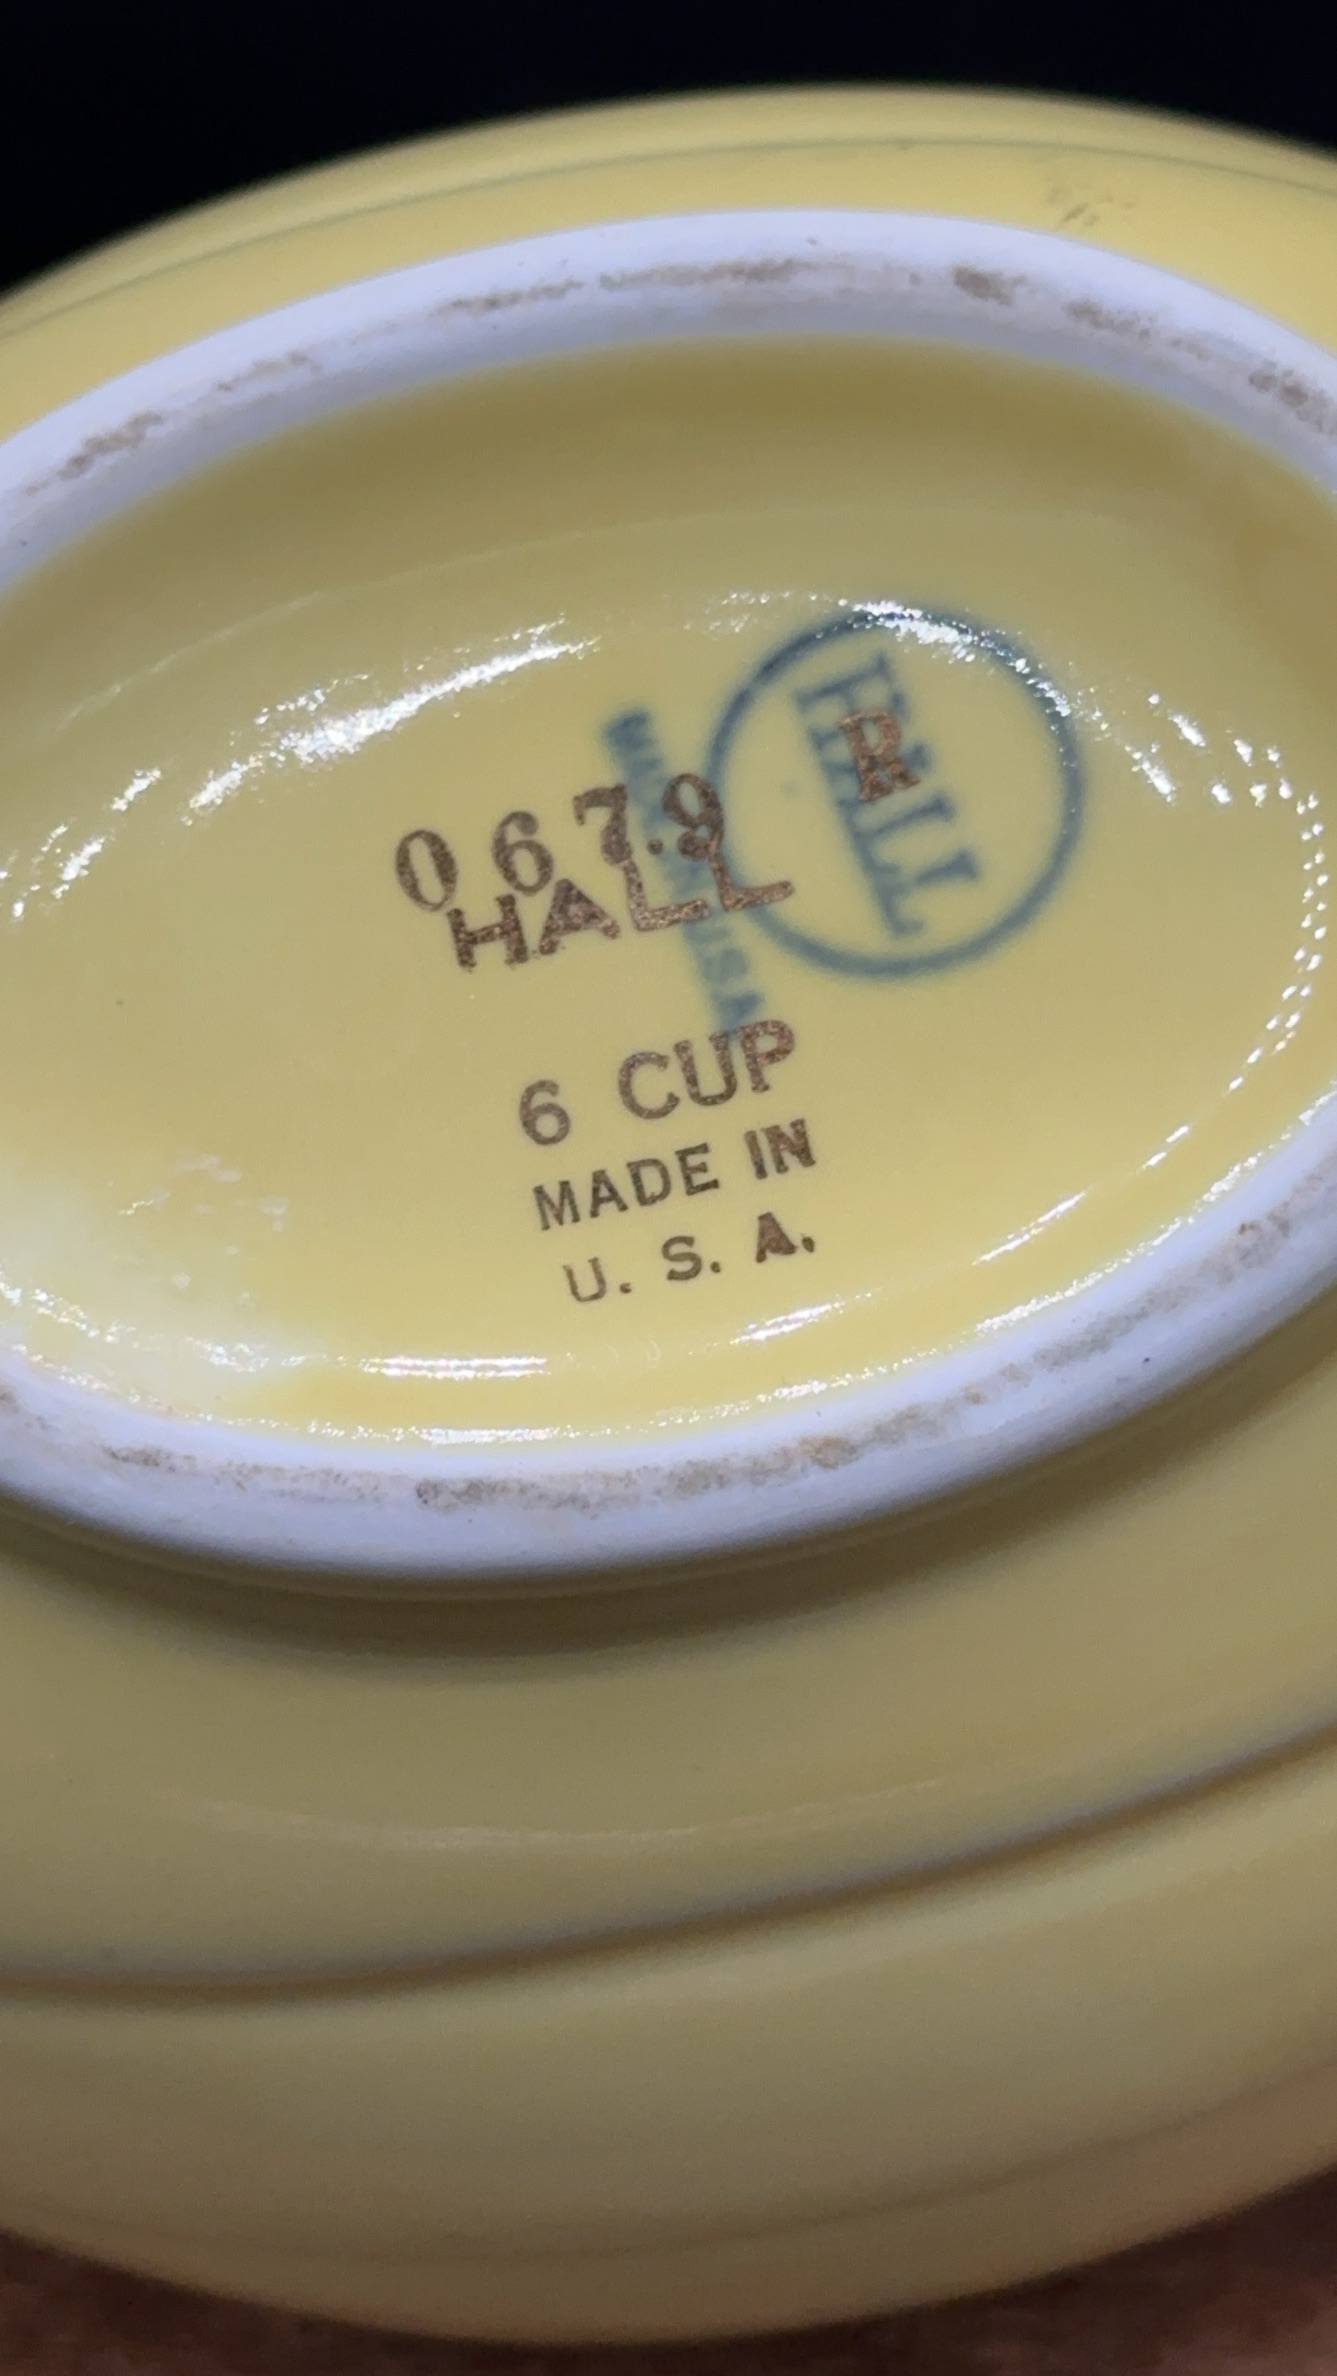 0679
HALL
6 CUP
MADE IN
U. S. A.
R
HALL
MADE IN USA